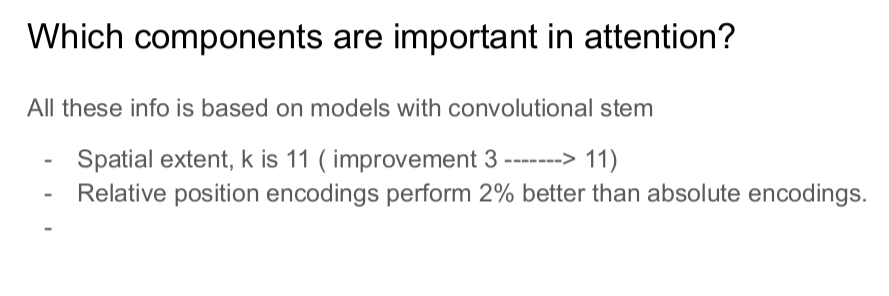 Which components are important in attention?
All these info is based on models with convolutional stem
- Spatial extent, k is 11 ( improvement 3 -------> 11)
- Relative position encodings perform 2% better than absolute encodings.
-